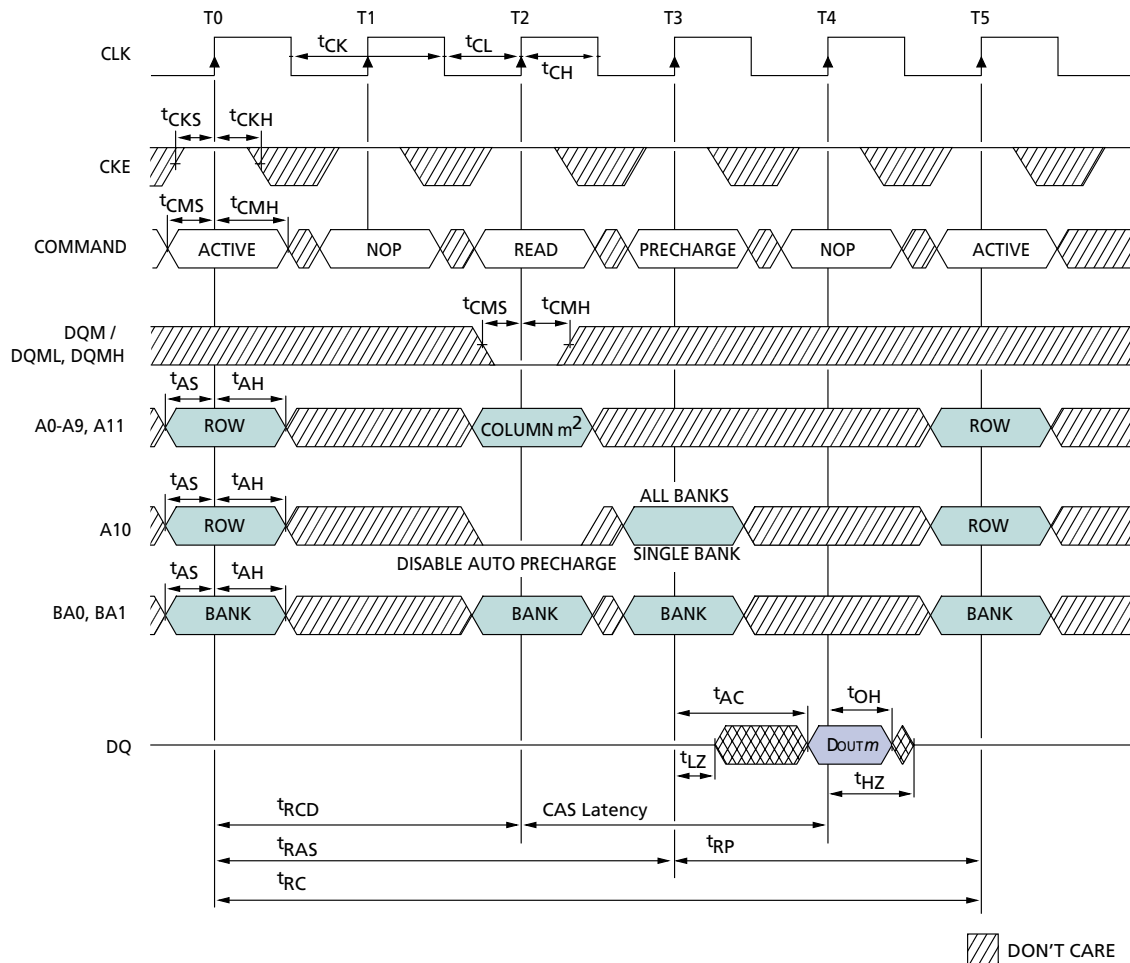 T0 T1 T2 T3 T4 T5
CLK
tCK tCL
tCH
tCKS tCKH
CKE
tCMS tCMH
COMMAND ACTIVE NOP READ PRECHARGE NOP ACTIVE
tCMS tCMH
DQM /
DQML, DQMH
tAS tAH
A0-A9, A11 ROW COLUMN m2 ROW
tAS tAH
ALL BANKS
A10 ROW ROW
DISABLE AUTO PRECHARGE SINGLE BANK
tAS tAH
BA0, BA1 BANK BANK BANK BANK
tAC tOH
DQ DOUT m
tLZ
tHZ
tRCD CAS Latency
tRAS tRP
tRC
DON'T CARE